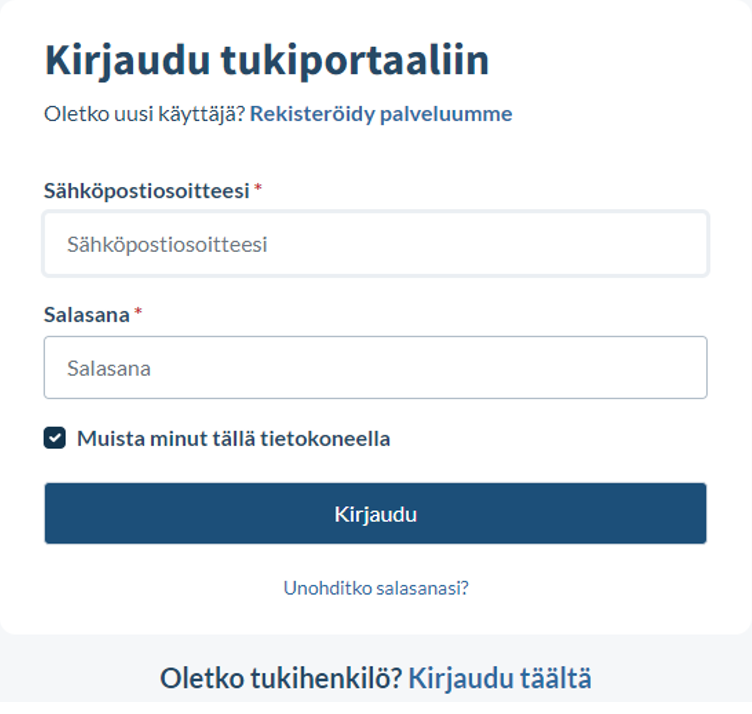 Kirjaudu tukiportaaliin
Oletko uusi käyttäjä? Rekisteröidy palveluumme
Sähköpostiosoitteesi *
Sähköpostiosoitteesi
Salasana *
Salasana
Muista minut tällä tietokoneella
Kirjaudu
Unohditko salasanasi?
Oletko tukihenkilö? Kirjaudu täältä